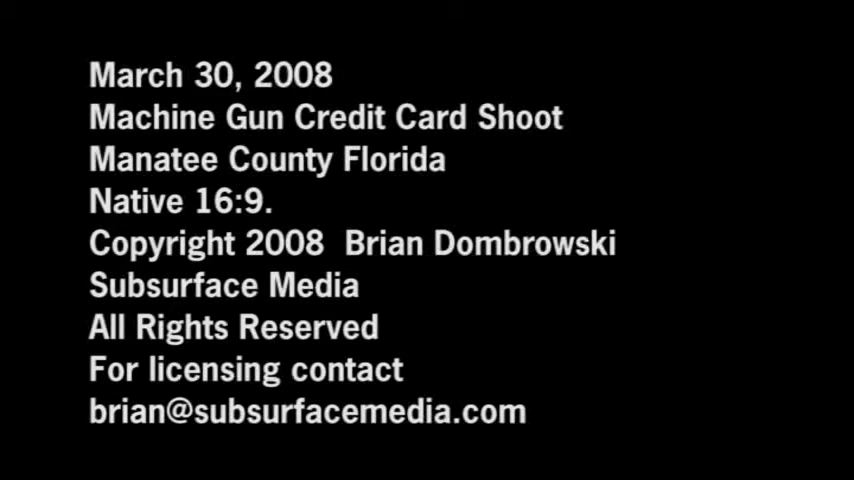 March 30, 2008
Machine Gun Credit Card Shoot
Manatee County Florida
Native 16:9.
Copyright 2008  Brian Dombrowski
Subsurface Media
All Rights Reserved
For licensing contact
brian@subsurfacemedia.com